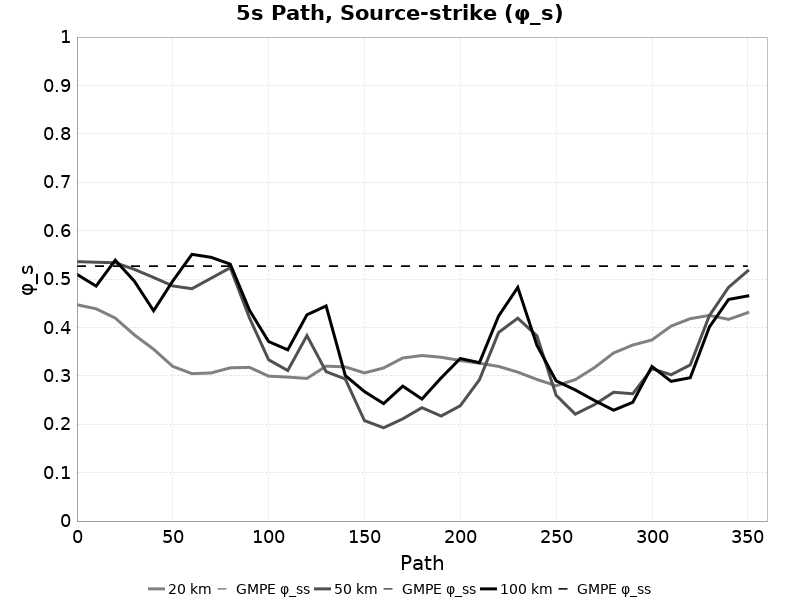 5s Path, Source-strike (φ_s)
1
0.9
0.8
0.7
0.6
0.5
0.4
0.3
0.2
0.1
0
φ_s
0 50 100 150 200 250 300 350
Path
20 km GMPE φ_ss 50 km GMPE φ_ss 100 km GMPE φ_ss